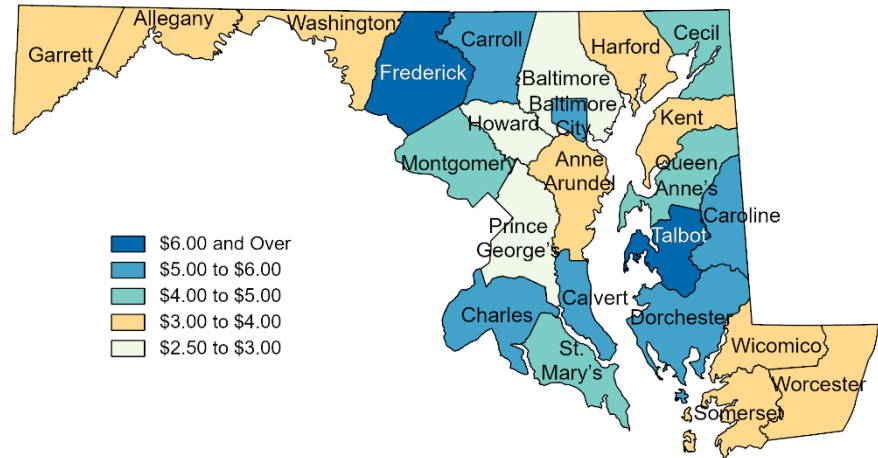 Garrett
Allegany
Washington
Frederick
Carroll
Baltimore
Baltimore
City
Harford
Cecil
Howard
Montgomery
Anne
Arundel
Kent
Queen
Anne's
Caroline
Talbot
Prince
George's
Charles
Calvert
St.
Mary's
Dorchester
Wicomico
Worcester
Somerset
$6.00 and Over
$5.00 to $6.00
$4.00 to $5.00
$3.00 to $4.00
$2.50 to $3.00